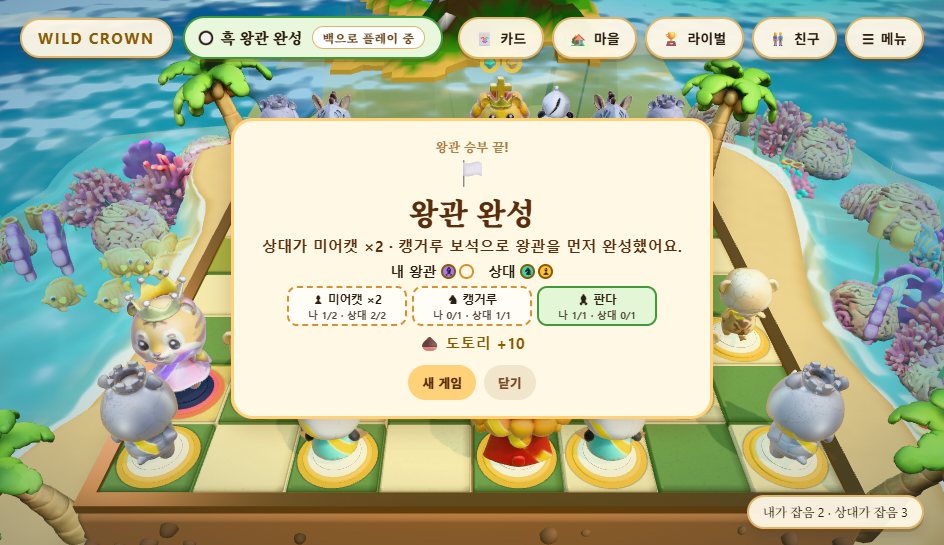 WILD CROWN
흑 왕관 완성
백으로 플레이 중
카드
마을
라이벌
친구
☰ 메뉴
왕관 승부 끝!
왕관 완성
상대가 미어캣 ×2 · 캥거루 보석으로 왕관을 먼저 완성했어요.
내 왕관 상대
미어캣 ×2
나 1/2 · 상대 2/2
캥거루
나 0/1 · 상대 1/1
판다
나 1/1 · 상대 0/1
도토리 +10
새 게임
닫기
내가 잡음 2 · 상대가 잡음 3